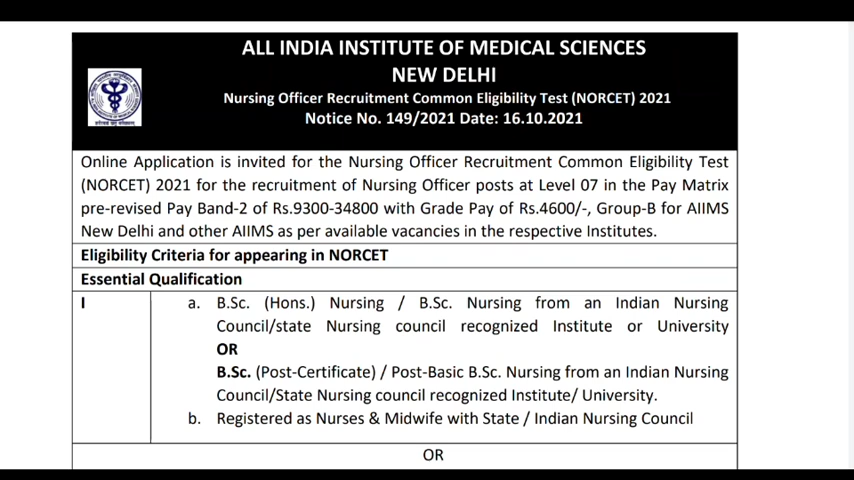 ALL INDIA INSTITUTE OF MEDICAL SCIENCES
NEW DELHI
Nursing Officer Recruitment Common Eligibility Test (NORCET) 2021
Notice No. 149/2021 Date: 16.10.2021
Online Application is invited for the Nursing Officer Recruitment Common Eligibility Test
(NORCET) 2021 for the recruitment of Nursing Officer posts at Level 07 in the Pay Matrix
pre-revised Pay Band-2 of Rs.9300-34800 with Grade Pay of Rs.4600/-, Group-B for AIIMS
New Delhi and other AIIMS as per available vacancies in the respective Institutes.
Eligibility Criteria for appearing in NORCET
Essential Qualification
I
a. B.Sc. (Hons.) Nursing / B.Sc. Nursing from an Indian Nursing
Council/state Nursing council recognized Institute or University
OR
B.Sc. (Post-Certificate) / Post-Basic B.Sc. Nursing from an Indian Nursing
Council/State Nursing council recognized Institute/ University.
b. Registered as Nurses & Midwife with State / Indian Nursing Council
OR